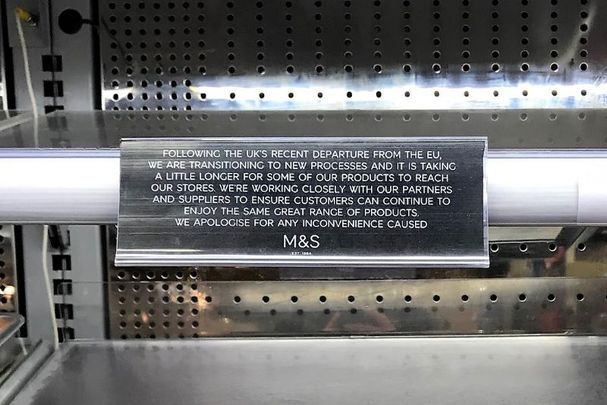 FOLLOWING THE UK'S RECENT DEPARTURE FROM THE EU,
WE ARE TRANSITIONING TO NEW PROCESSES AND IT IS TAKING
A LITTLE LONGER FOR SOME OF OUR PRODUCTS TO REACH
OUR STORES. WE'RE WORKING CLOSELY WITH OUR PARTNERS
AND SUPPLIERS TO ENSURE CUSTOMERS CAN CONTINUE TO
ENJOY THE SAME GREAT RANGE OF PRODUCTS.
WE APOLOGISE FOR ANY INCONVENIENCE CAUSED
M&S
EST. 1884